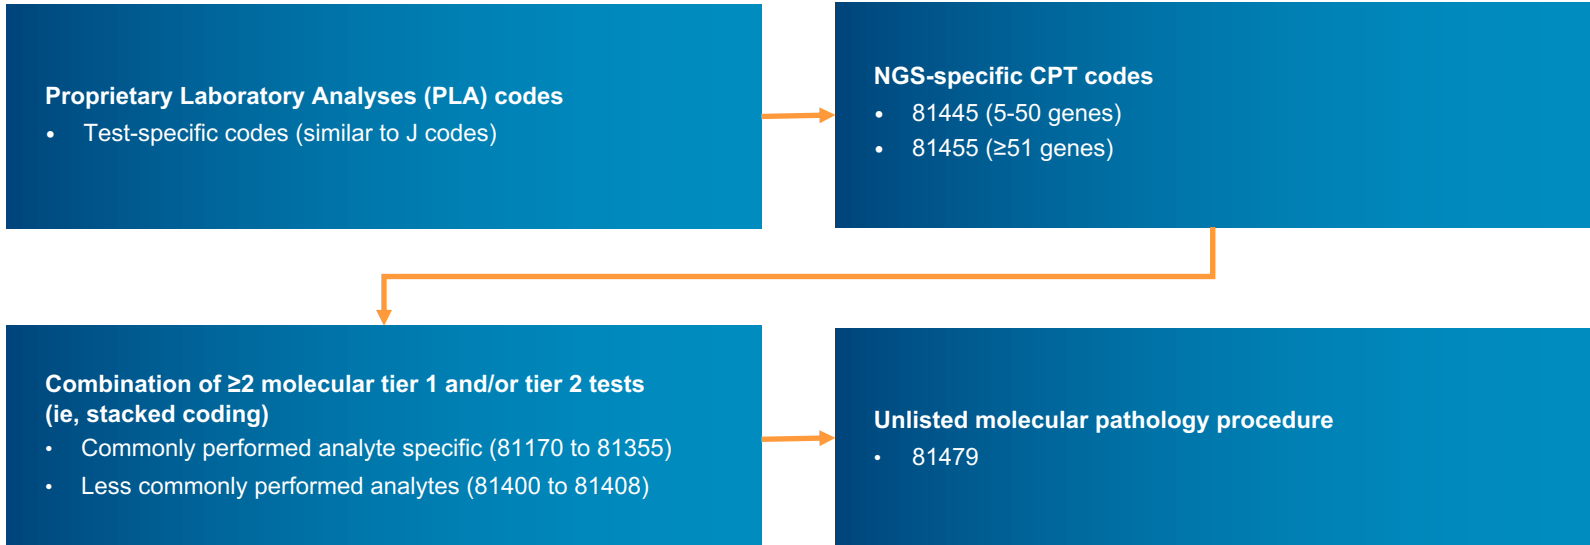 Proprietary Laboratory Analyses (PLA) codes
• Test-specific codes (similar to J codes)
NGS-specific CPT codes
• 81445 (5-50 genes)
• 81455 (≥51 genes)
Combination of ≥2 molecular tier 1 and/or tier 2 tests
(ie, stacked coding)
• Commonly performed analyte specific (81170 to 81355)
• Less commonly performed analytes (81400 to 81408)
Unlisted molecular pathology procedure
• 81479